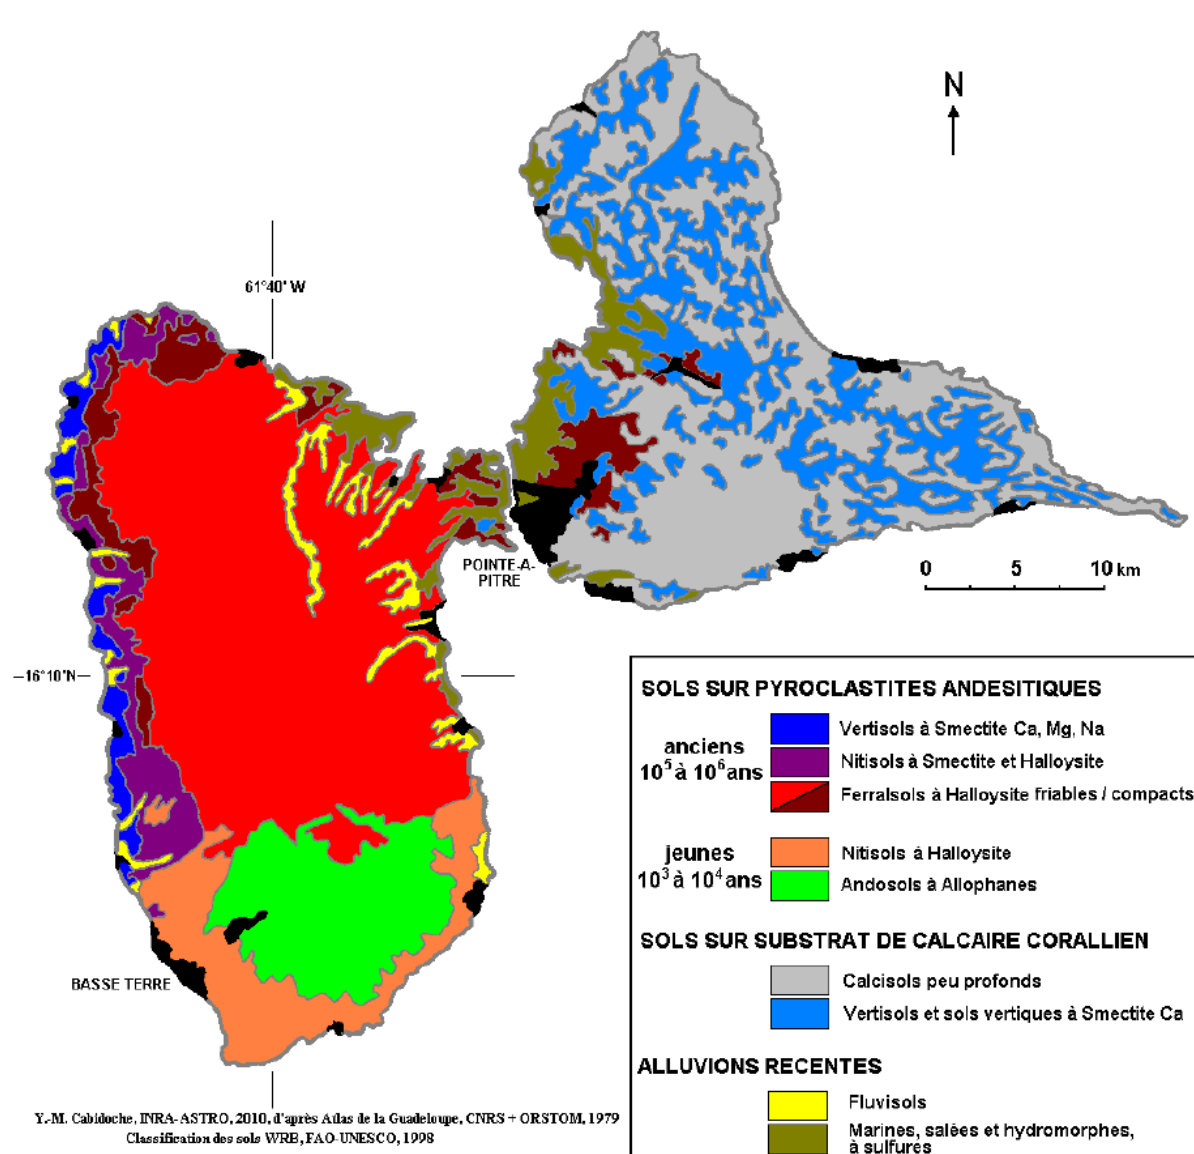 N
61°40' W
POINTE-A-
PITRE
0 5 10 km
16°10'N
SOLS SUR PYROCLASTITES ANDESITIQUES
anciens
10⁵ à 10⁶ ans
Vertisols à Smectite Ca, Mg, Na
Nitisols à Smectite et Halloysite
Ferralsols à Halloysite friables / compacts
jeunes
10³ à 10⁴ ans
Nitisols à Halloysite
Andosols à Allophanes
SOLS SUR SUBSTRAT DE CALCAIRE CORALLIEN
Calcisols peu profonds
Vertisols et sols vertiques à Smectite Ca
ALLUVIONS RECENTES
Fluvisols
Marines, salées et hydromorphes,
à sulfures
BASSE TERRE
Y.-M. Cabidoche, INRA-ASTRO, 2010, d'après Atlas de la Guadeloupe, CNRS + ORSTOM, 1979
Classification des sols WRB, FAO-UNESCO, 1998